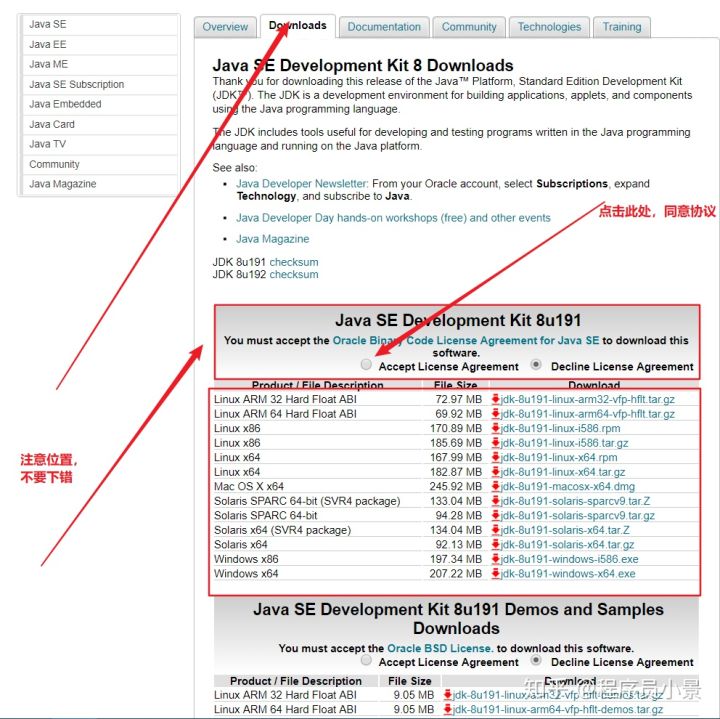 Java SE
Java EE
Java ME
Java SE Subscription
Java Embedded
Java Card
Java TV
Community
Java Magazine
Overview
Downloads
Documentation
Community
Technologies
Training
Java SE Development Kit 8 Downloads
Thank you for downloading this release of the Java™ Platform, Standard Edition Development Kit
(JDK™). The JDK is a development environment for building applications, applets, and components
using the Java programming language.
The JDK includes tools useful for developing and testing programs written in the Java programming
language and running on the Java platform.
See also:
Java Developer Newsletter: From your Oracle account, select Subscriptions, expand
Technology, and subscribe to Java.
Java Developer Day hands-on workshops (free) and other events
Java Magazine
点击此处，同意协议
JDK 8u191 checksum
JDK 8u192 checksum
Java SE Development Kit 8u191
You must accept the Oracle Binary Code License Agreement for Java SE to download this
software.
Accept License Agreement Decline License Agreement
Product / File Description File Size Download
Linux ARM 32 Hard Float ABI 72.97 MB jdk-8u191-linux-arm32-vfp-hflt.tar.gz
Linux ARM 64 Hard Float ABI 69.92 MB jdk-8u191-linux-arm64-vfp-hflt.tar.gz
Linux x86 170.89 MB jdk-8u191-linux-i586.rpm
Linux x86 185.69 MB jdk-8u191-linux-i586.tar.gz
Linux x64 167.99 MB jdk-8u191-linux-x64.rpm
Linux x64 182.87 MB jdk-8u191-linux-x64.tar.gz
Mac OS X x64 245.92 MB jdk-8u191-macosx-x64.dmg
Solaris SPARC 64-bit (SVR4 package) 133.04 MB jdk-8u191-solaris-sparcv9.tar.Z
Solaris SPARC 64-bit 94.28 MB jdk-8u191-solaris-sparcv9.tar.gz
Solaris x64 (SVR4 package) 134.04 MB jdk-8u191-solaris-x64.tar.Z
Solaris x64 92.13 MB jdk-8u191-solaris-x64.tar.gz
Windows x86 197.34 MB jdk-8u191-windows-i586.exe
Windows x64 207.22 MB jdk-8u191-windows-x64.exe
注意位置，
不要下错
Java SE Development Kit 8u191 Demos and Samples
Downloads
You must accept the Oracle BSD License. to download this software.
Accept License Agreement Decline License Agreement
Product / File Description File Size Download
Linux ARM 32 Hard Float ABI 9.05 MB jdk-8u191-linux-arm32-vfp-hflt-demos.tar.gz
Linux ARM 64 Hard Float ABI 9.05 MB jdk-8u191-linux-arm64-vfp-hflt-demos.tar.gz
知乎 @程序员小景